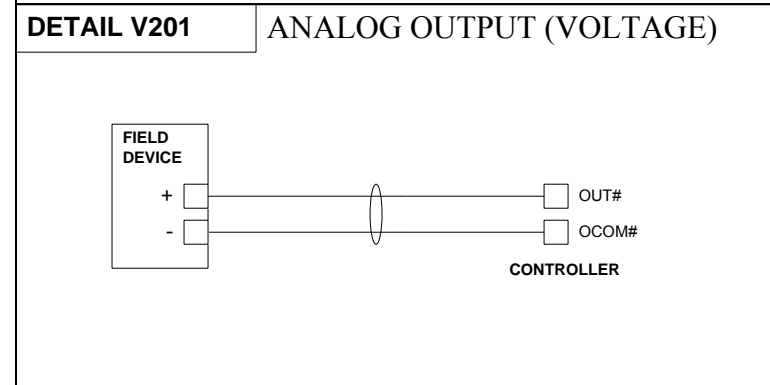 DETAIL V201
ANALOG OUTPUT (VOLTAGE)
FIELD
DEVICE
+
-
OUT#
OCOM#
CONTROLLER